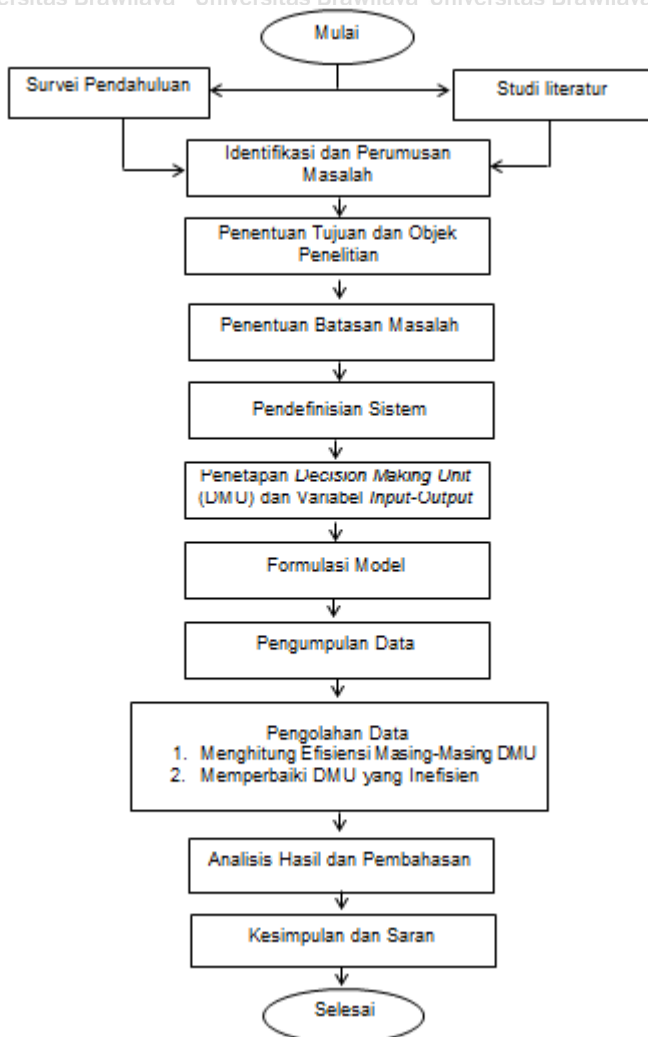 Universitas Brawijaya Universitas Brawijaya
Mulai
Survei Pendahuluan
Studi literatur
Identifikasi dan Perumusan
Masalah
Penentuan Tujuan dan Objek
Penelitian
Penentuan Batasan Masalah
Pendefinisian Sistem
Penetapan Decision Making Unit
(DMU) dan Variabel Input-Output
Formulasi Model
Pengumpulan Data
Pengolahan Data
1. Menghitung Efisiensi Masing-Masing DMU
2. Memperbaiki DMU yang Inefisien
Analisis Hasil dan Pembahasan
Kesimpulan dan Saran
Selesai